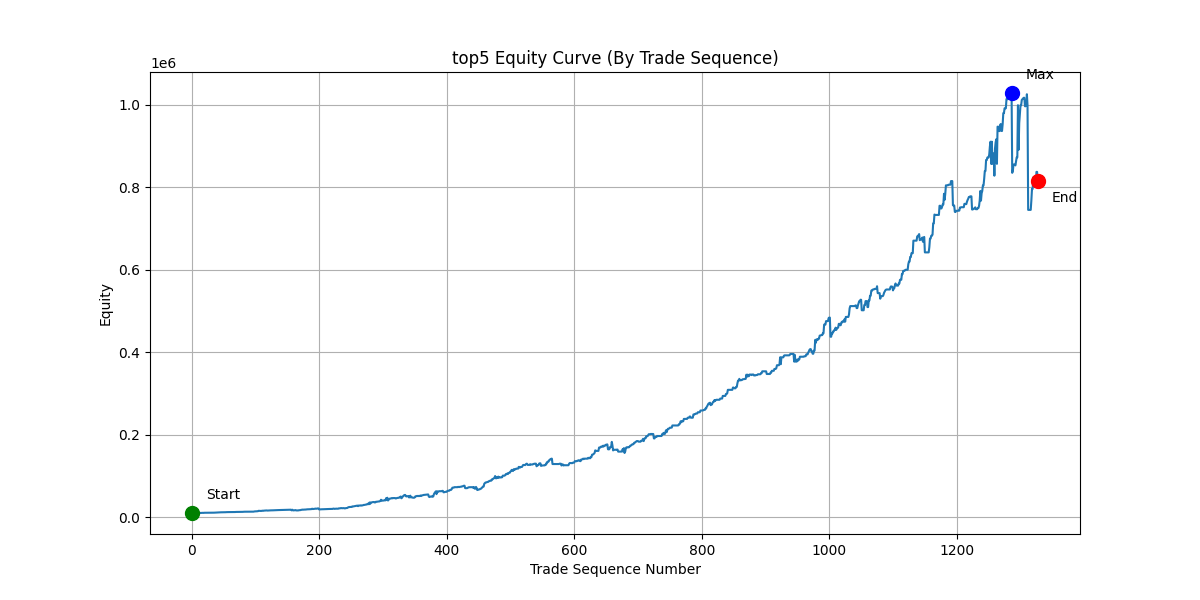 top5 Equity Curve (By Trade Sequence)
1e6
Max
1.0
0.8
End
0.6
Equity
0.4
0.2
Start
0.0
0 200 400 600 800 1000 1200
Trade Sequence Number